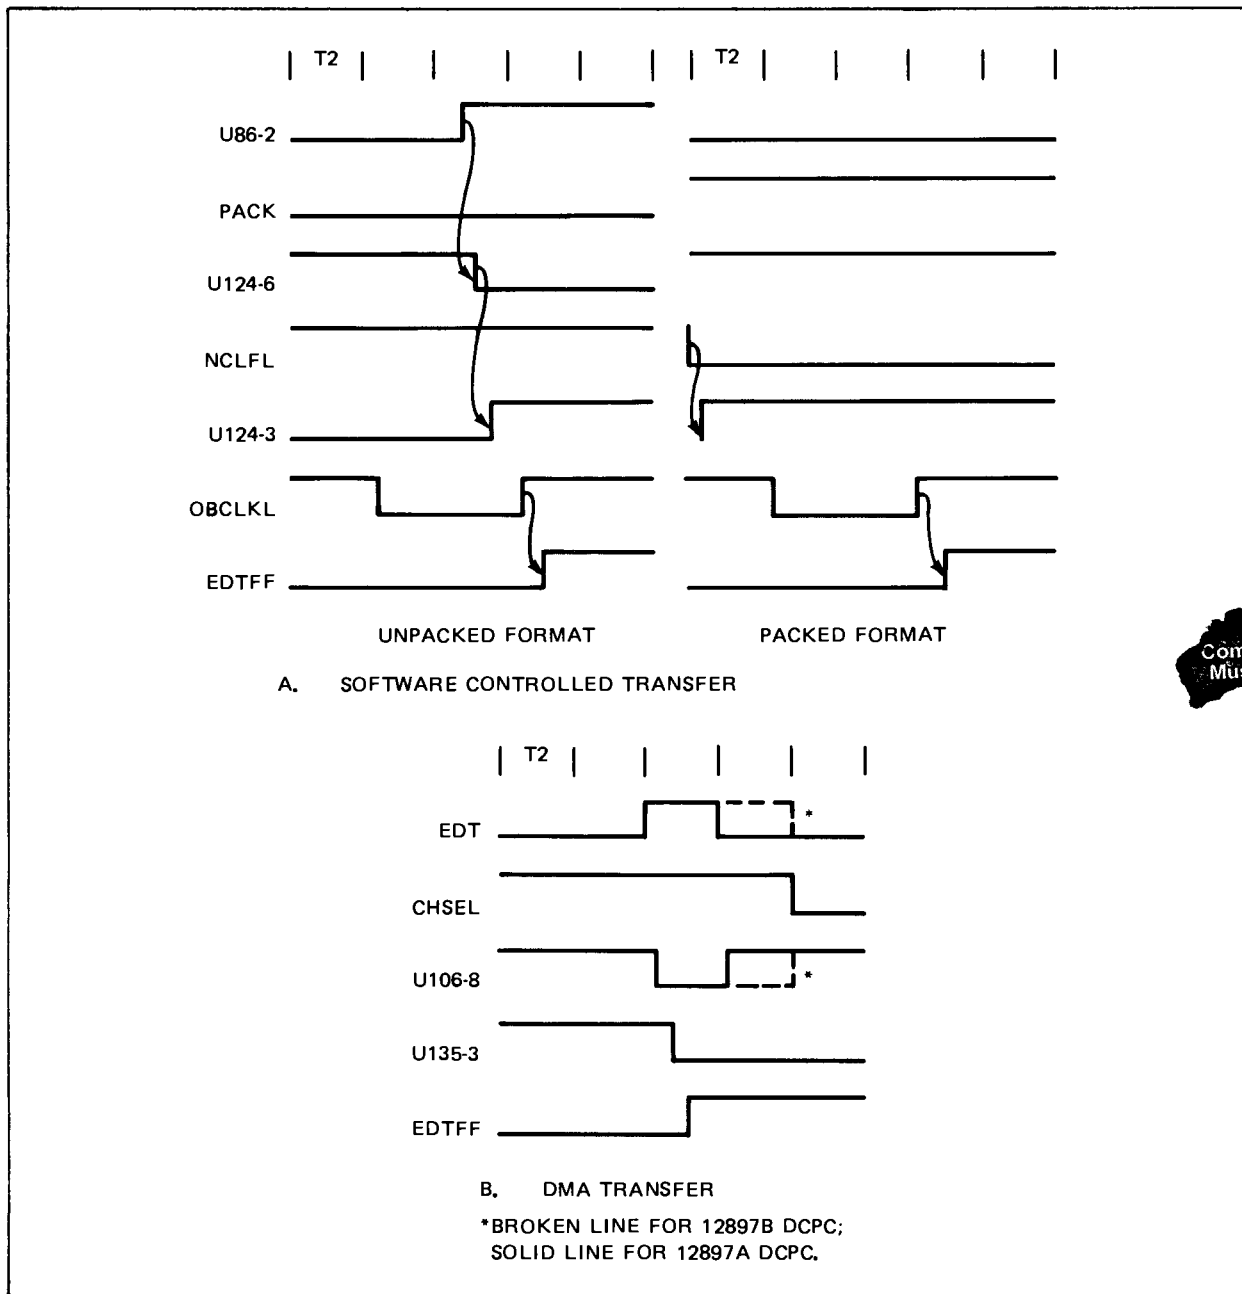 T2 T2
U86-2
PACK
U124-6
NCLFL
U124-3
OBCLKL
EDTFF
UNPACKED FORMAT PACKED FORMAT
A. SOFTWARE CONTROLLED TRANSFER
T2
EDT *
CHSEL
U106-8 *
U135-3
EDTFF
B. DMA TRANSFER
*BROKEN LINE FOR 12897B DCPC;
SOLID LINE FOR 12897A DCPC.